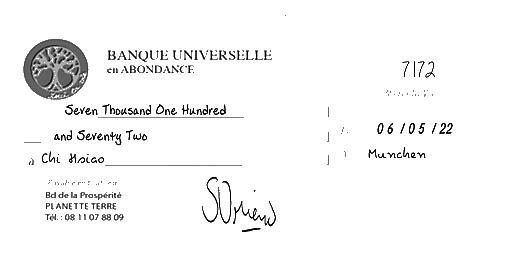 BANQUE UNIVERSELLE
en ABONDANCE
7172
Seven Thousand One Hundred
and Seventy Two
06/05/22
à Chi Hsiao
Munchen
Bd de la Prospérité
PLANETTE TERRE
Tél. : 08 11 07 88 09